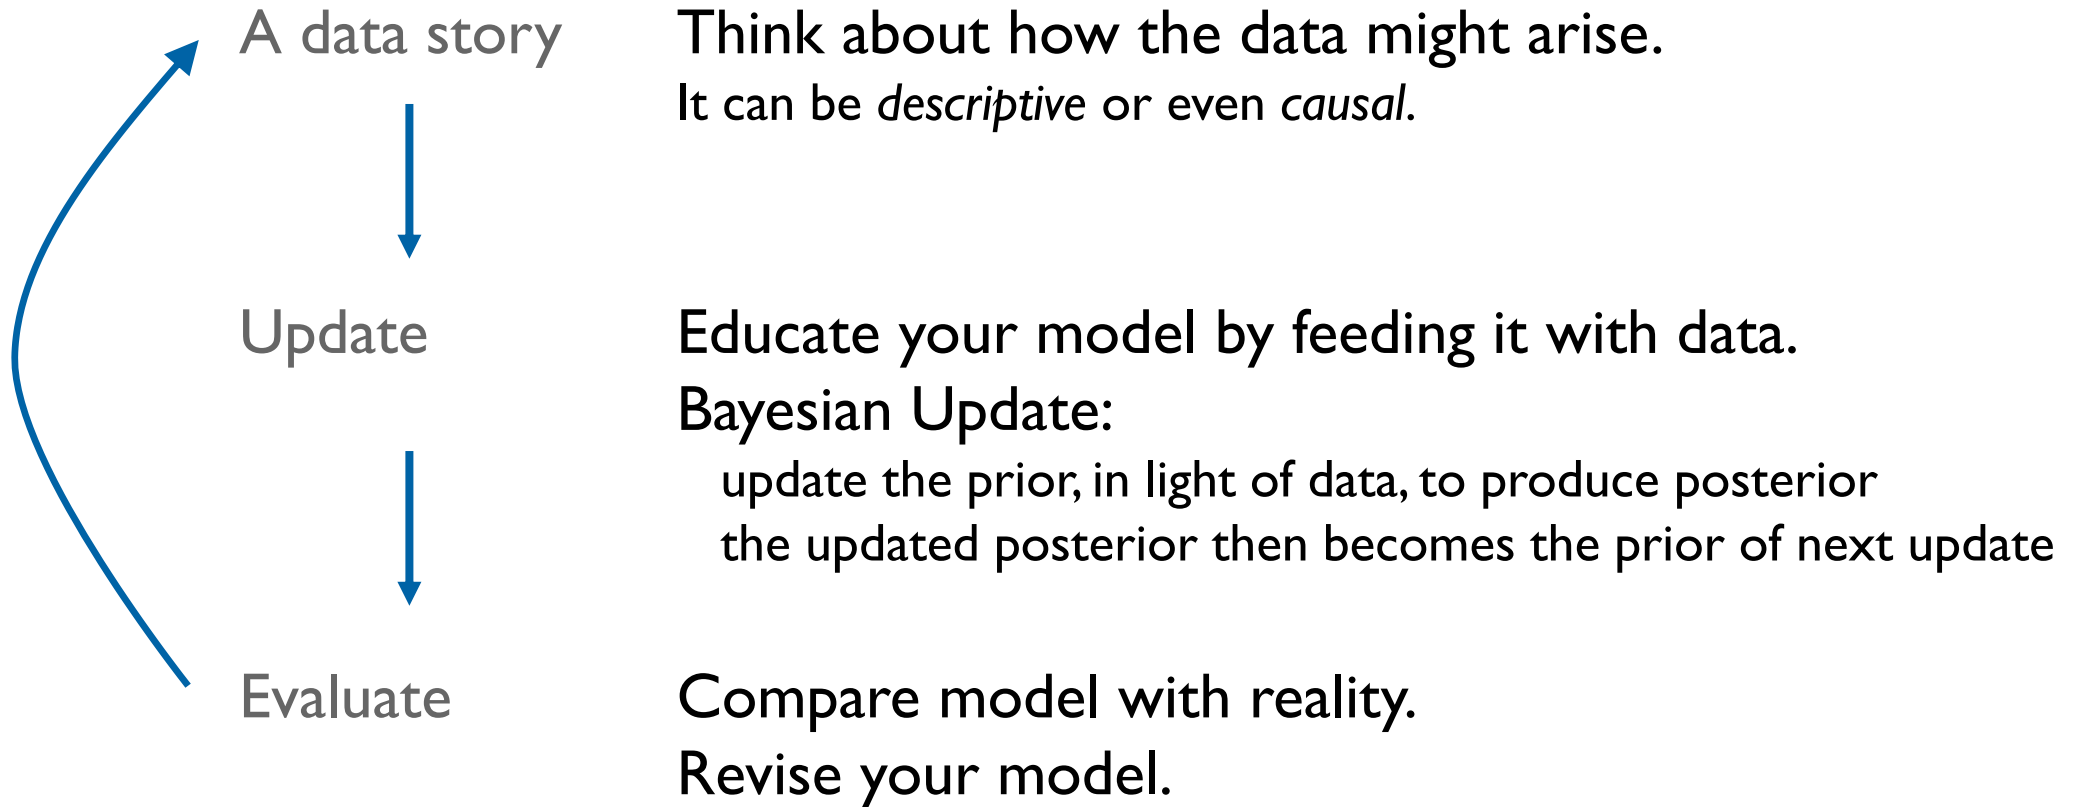 A data story
Think about how the data might arise.
It can be descriptive or even causal.
Update
Educate your model by feeding it with data.
Bayesian Update:
update the prior, in light of data, to produce posterior
the updated posterior then becomes the prior of next update
Evaluate
Compare model with reality.
Revise your model.